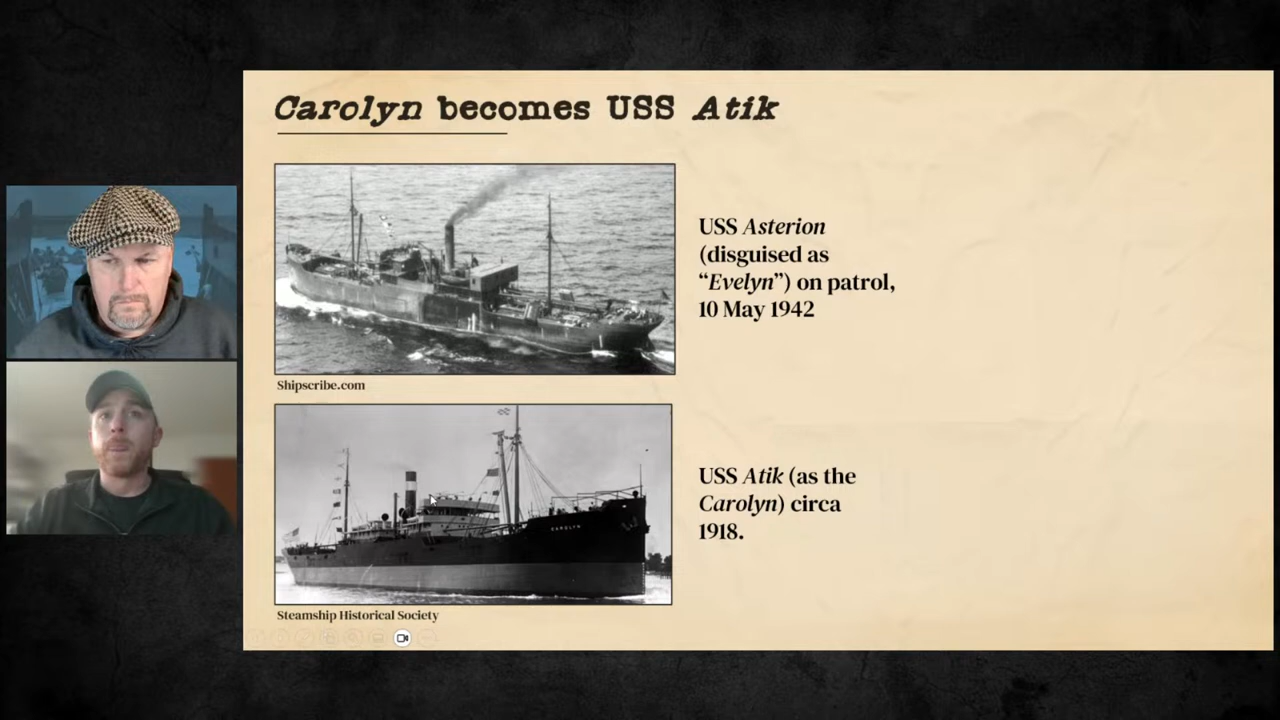 Carolyn becomes USS Atik
USS Asterion
(disguised as
“Evelyn”) on patrol,
10 May 1942
Shipscribe.com
CAROLYN
USS Atik (as the
Carolyn) circa
1918.
Steamship Historical Society